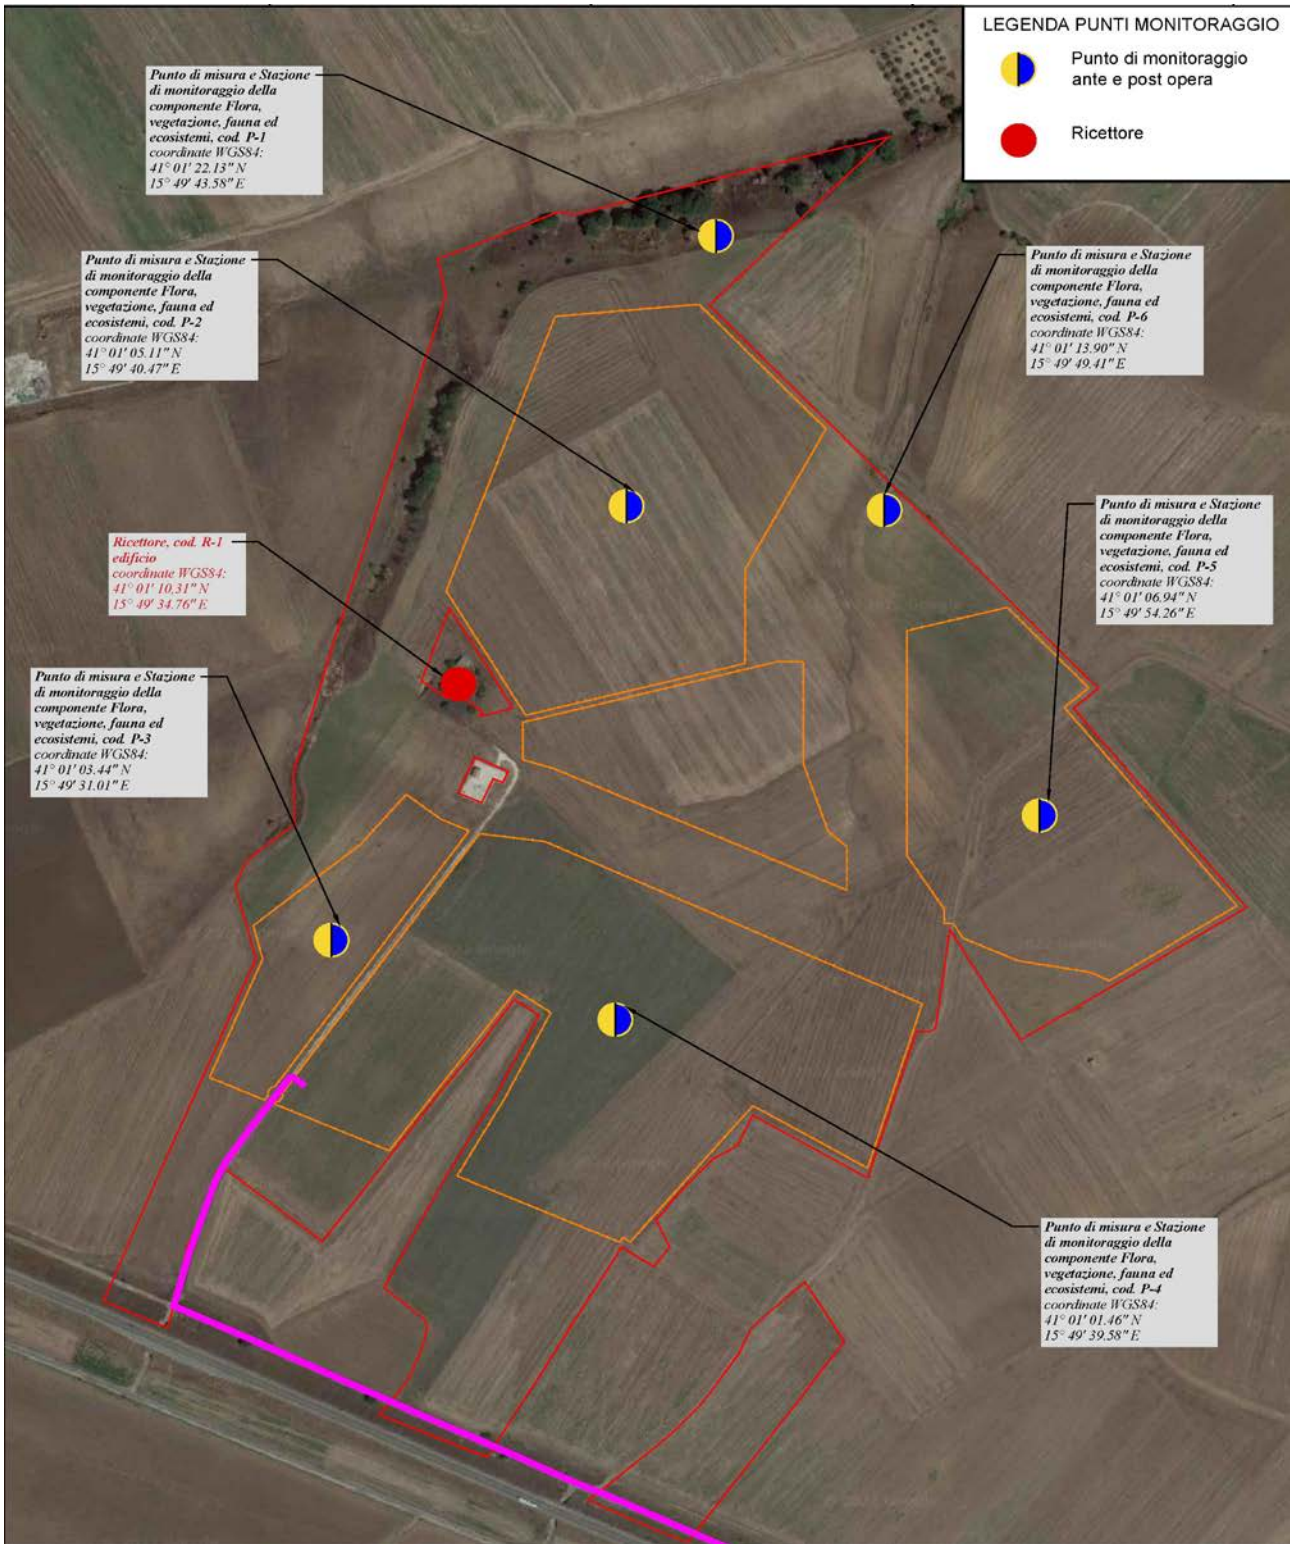 LEGENDA PUNTI MONITORAGGIO
Punto di monitoraggio
ante e post opera
Ricettore
Punto di misura e Stazione
di monitoraggio della
componente Flora,
vegetazione, fauna ed
ecosistemi, cod. P-1
coordinate WGS84:
41° 01' 22.13" N
15° 49' 43.58" E
Punto di misura e Stazione
di monitoraggio della
componente Flora,
vegetazione, fauna ed
ecosistemi, cod. P-2
coordinate WGS84:
41° 01' 05.11" N
15° 49' 40.47" E
Punto di misura e Stazione
di monitoraggio della
componente Flora,
vegetazione, fauna ed
ecosistemi, cod. P-6
coordinate WGS84:
41° 01' 13.90" N
15° 49' 49.41" E
Punto di misura e Stazione
di monitoraggio della
componente Flora,
vegetazione, fauna ed
ecosistemi, cod. P-5
coordinate WGS84:
41° 01' 06.94" N
15° 49' 54.26" E
Ricettore, cod. R-1
edificio
coordinate WGS84:
41° 01' 10,31" N
15° 49' 34.76" E
Punto di misura e Stazione
di monitoraggio della
componente Flora,
vegetazione, fauna ed
ecosistemi, cod. P-3
coordinate WGS84:
41° 01' 03.44" N
15° 49' 31.01" E
Punto di misura e Stazione
di monitoraggio della
componente Flora,
vegetazione, fauna ed
ecosistemi, cod. P-4
coordinate WGS84:
41° 01' 01.46" N
15° 49' 39.58" E